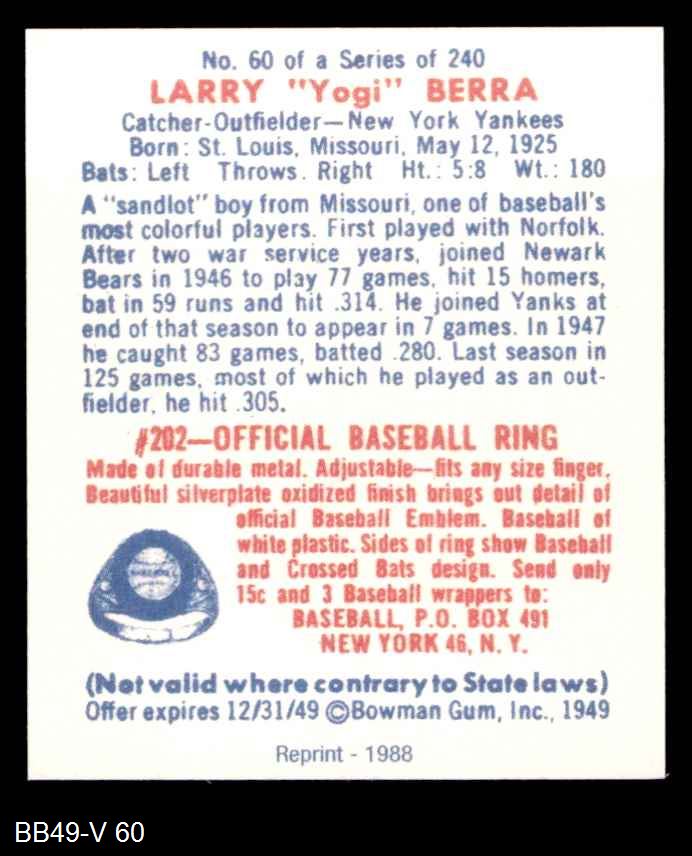 No. 60 of a Series of 240
LARRY "Yogi" BERRA
Catcher-Outfielder—New York Yankees
Born: St. Louis, Missouri, May 12, 1925
Bats: Left Throws. Right Ht.: 5:8 Wt.: 180
A "sandlot" boy from Missouri, one of baseball's
most colorful players. First played with Norfolk.
After two war service years, joined Newark
Bears in 1946 to play 77 games, hit 15 homers,
bat in 59 runs and hit .314. He joined Yanks at
end of that season to appear in 7 games. In 1947
he caught 83 games, batted .280. Last season in
125 games, most of which he played as an out-
fielder, he hit .305.
#202—OFFICIAL BASEBALL RING
Made of durable metal. Adjustable—fits any size finger.
Beautiful silverplate oxidized finish brings out detail of
official Baseball Emblem. Baseball of
white plastic. Sides of ring show Baseball
and Crossed Bats design. Send only
15c and 3 Baseball wrappers to:
BASEBALL, P.O. BOX 491
NEW YORK 46, N. Y.
(Not valid where contrary to State laws)
Offer expires 12/31/49 ©Bowman Gum, Inc., 1949
Reprint - 1988
BB49-V 60